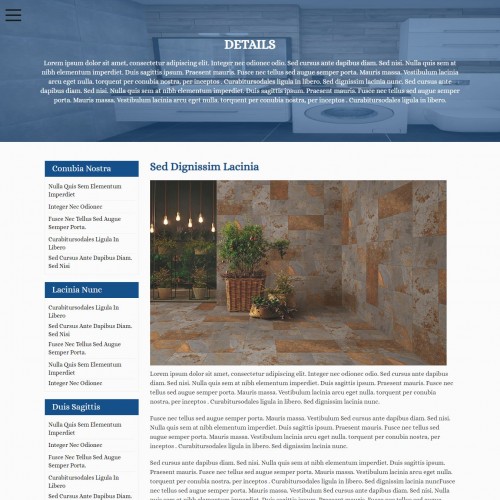 DETAILS
Lorem ipsum dolor sit amet, consectetur adipiscing elit. Integer nec odionec odio. Sed cursus ante dapibus diam. Sed nisi. Nulla quis sem at
nibh elementum imperdiet. Duis sagittis ipsum. Praesent mauris. Fusce nec tellus sed augue semper porta. Mauris massa. Vestibulum lacinia
arcu eget nulla. torquent per conubia nostra, per inceptos . Curabitursodales ligula in libero. Sed dignissim lacinia nunc. Sed cursus ante
dapibus diam. Sed nisi. Nulla quis sem at nibh elementum imperdiet. Duis sagittis ipsum. Praesent mauris. Fusce nec tellus sed augue semper
porta. Mauris massa. Vestibulum lacinia arcu eget nulla. torquent per conubia nostra, per inceptos . Curabitursodales ligula in libero.
Conubia Nostra
Nulla Quis Sem Elementum
Imperdiet
Integer Nec Odionec
Fusce Nec Tellus Sed Augue
Semper Porta.
Curabitursodales Ligula In
Libero
Sed Cursus Ante Dapibus Diam.
Sed Nisi
Lacinia Nunc
Curabitursodales Ligula In
Libero
Sed Cursus Ante Dapibus Diam.
Sed Nisi
Fusce Nec Tellus Sed Augue
Semper Porta.
Nulla Quis Sem Elementum
Imperdiet
Integer Nec Odionec
Duis Sagittis
Nulla Quis Sem Elementum
Imperdiet
Integer Nec Odionec
Fusce Nec Tellus Sed Augue
Semper Porta.
Curabitursodales Ligula In
Libero
Sed Cursus Ante Dapibus Diam.
Sed Dignissim Lacinia
Lorem ipsum dolor sit amet, consectetur adipiscing elit. Integer nec odionec odio. Sed cursus ante dapibus
diam. Sed nisi. Nulla quis sem at nibh elementum imperdiet. Duis sagittis ipsum. Praesent mauris. Fusce nec
tellus sed augue semper porta. Mauris massa. Vestibulum lacinia arcu eget nulla. torquent per conubia
nostra, per inceptos . Curabitursodales ligula in libero. Sed dignissim lacinia nunc.
Fusce nec tellus sed augue semper porta. Mauris massa. Vestibulum Sed cursus ante dapibus diam. Sed nisi.
Nulla quis sem at nibh elementum imperdiet. Duis sagittis ipsum. Praesent mauris. Fusce nec tellus sed
augue semper porta. Mauris massa. Vestibulum lacinia arcu eget nulla. torquent per conubia nostra, per
inceptos . Curabitursodales ligula in libero. Sed dignissim.
Sed cursus ante dapibus diam. Sed nisi. Nulla quis sem at nibh elementum imperdiet. Duis sagittis ipsum.
Praesent mauris. Fusce nec tellus sed augue semper porta. Mauris massa. Vestibulum lacinia arcu eget nulla.
torquent per conubia nostra, per inceptos . Curabitursodales ligula in libero. Sed dignissim lacinia nuncFusce
nec tellus sed augue semper porta. Mauris massa. Vestibulum Sed cursus ante dapibus diam. Sed nisi. Nulla
quis sem at nibh elementum imperdiet. Duis sagittis ipsum. Praesent mauris. Fusce nec tellus sed augue